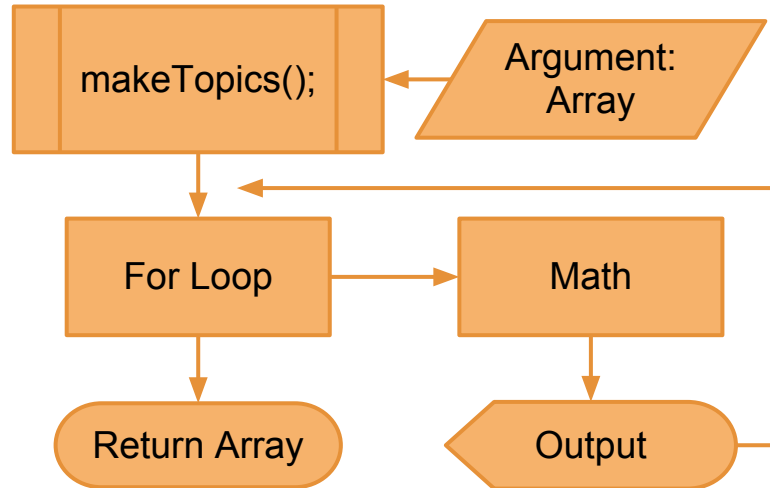 makeTopics();
Argument:
Array
For Loop
Math
Return Array
Output